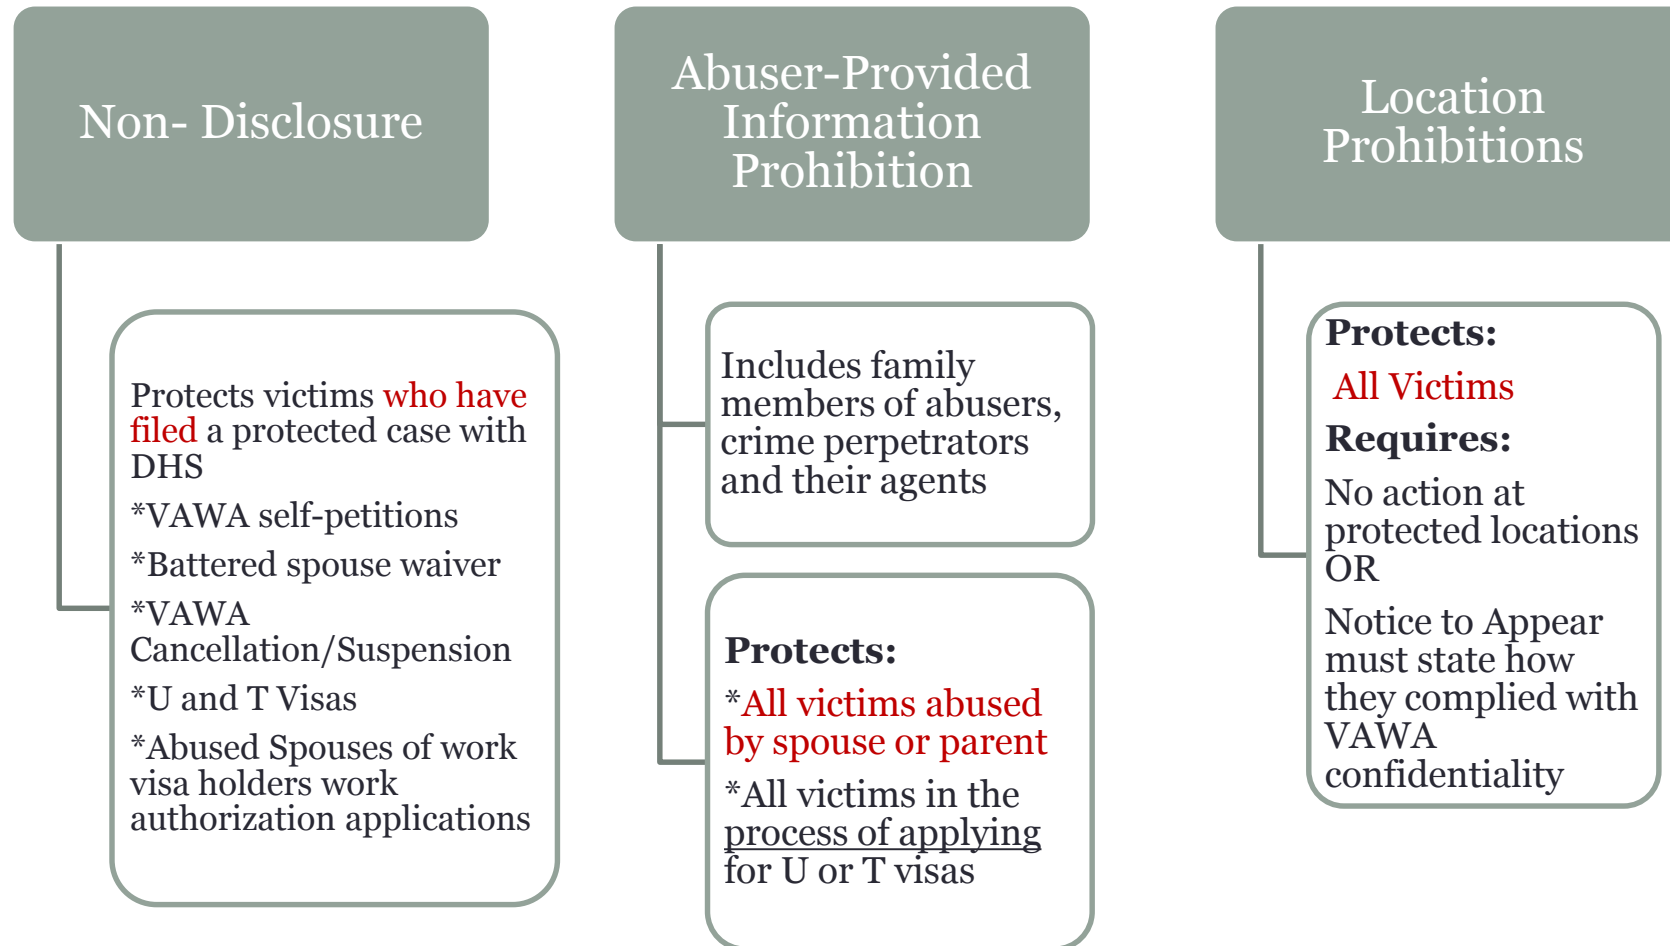 Non- Disclosure
Protects victims who have
filed a protected case with
DHS
*VAWA self-petitions
*Battered spouse waiver
*VAWA
Cancellation/Suspension
*U and T Visas
*Abused Spouses of work
visa holders work
authorization applications
Abuser-Provided
Information
Prohibition
Includes family
members of abusers,
crime perpetrators
and their agents
Protects:
*All victims abused
by spouse or parent
*All victims in the
process of applying
for U or T visas
Location
Prohibitions
Protects:
All Victims
Requires:
No action at
protected locations
OR
Notice to Appear
must state how
they complied with
VAWA
confidentiality